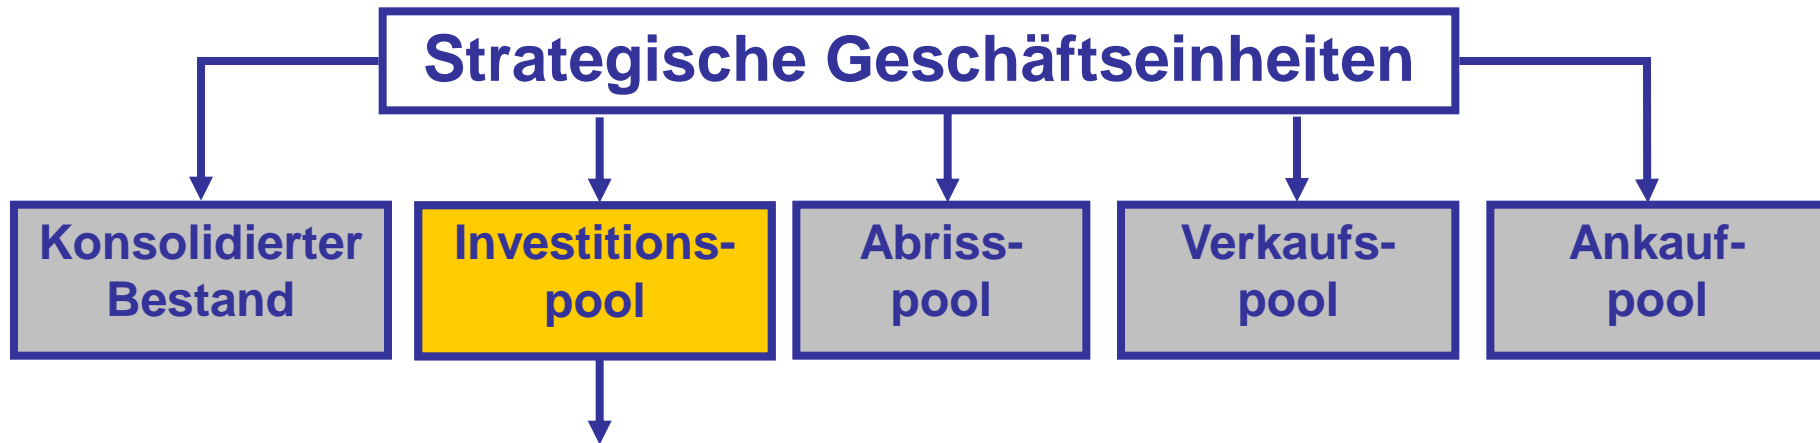 Strategische Geschäftseinheiten
Konsolidierter
Bestand
Investitions-
pool
Abriss-
pool
Verkaufs-
pool
Ankauf-
pool